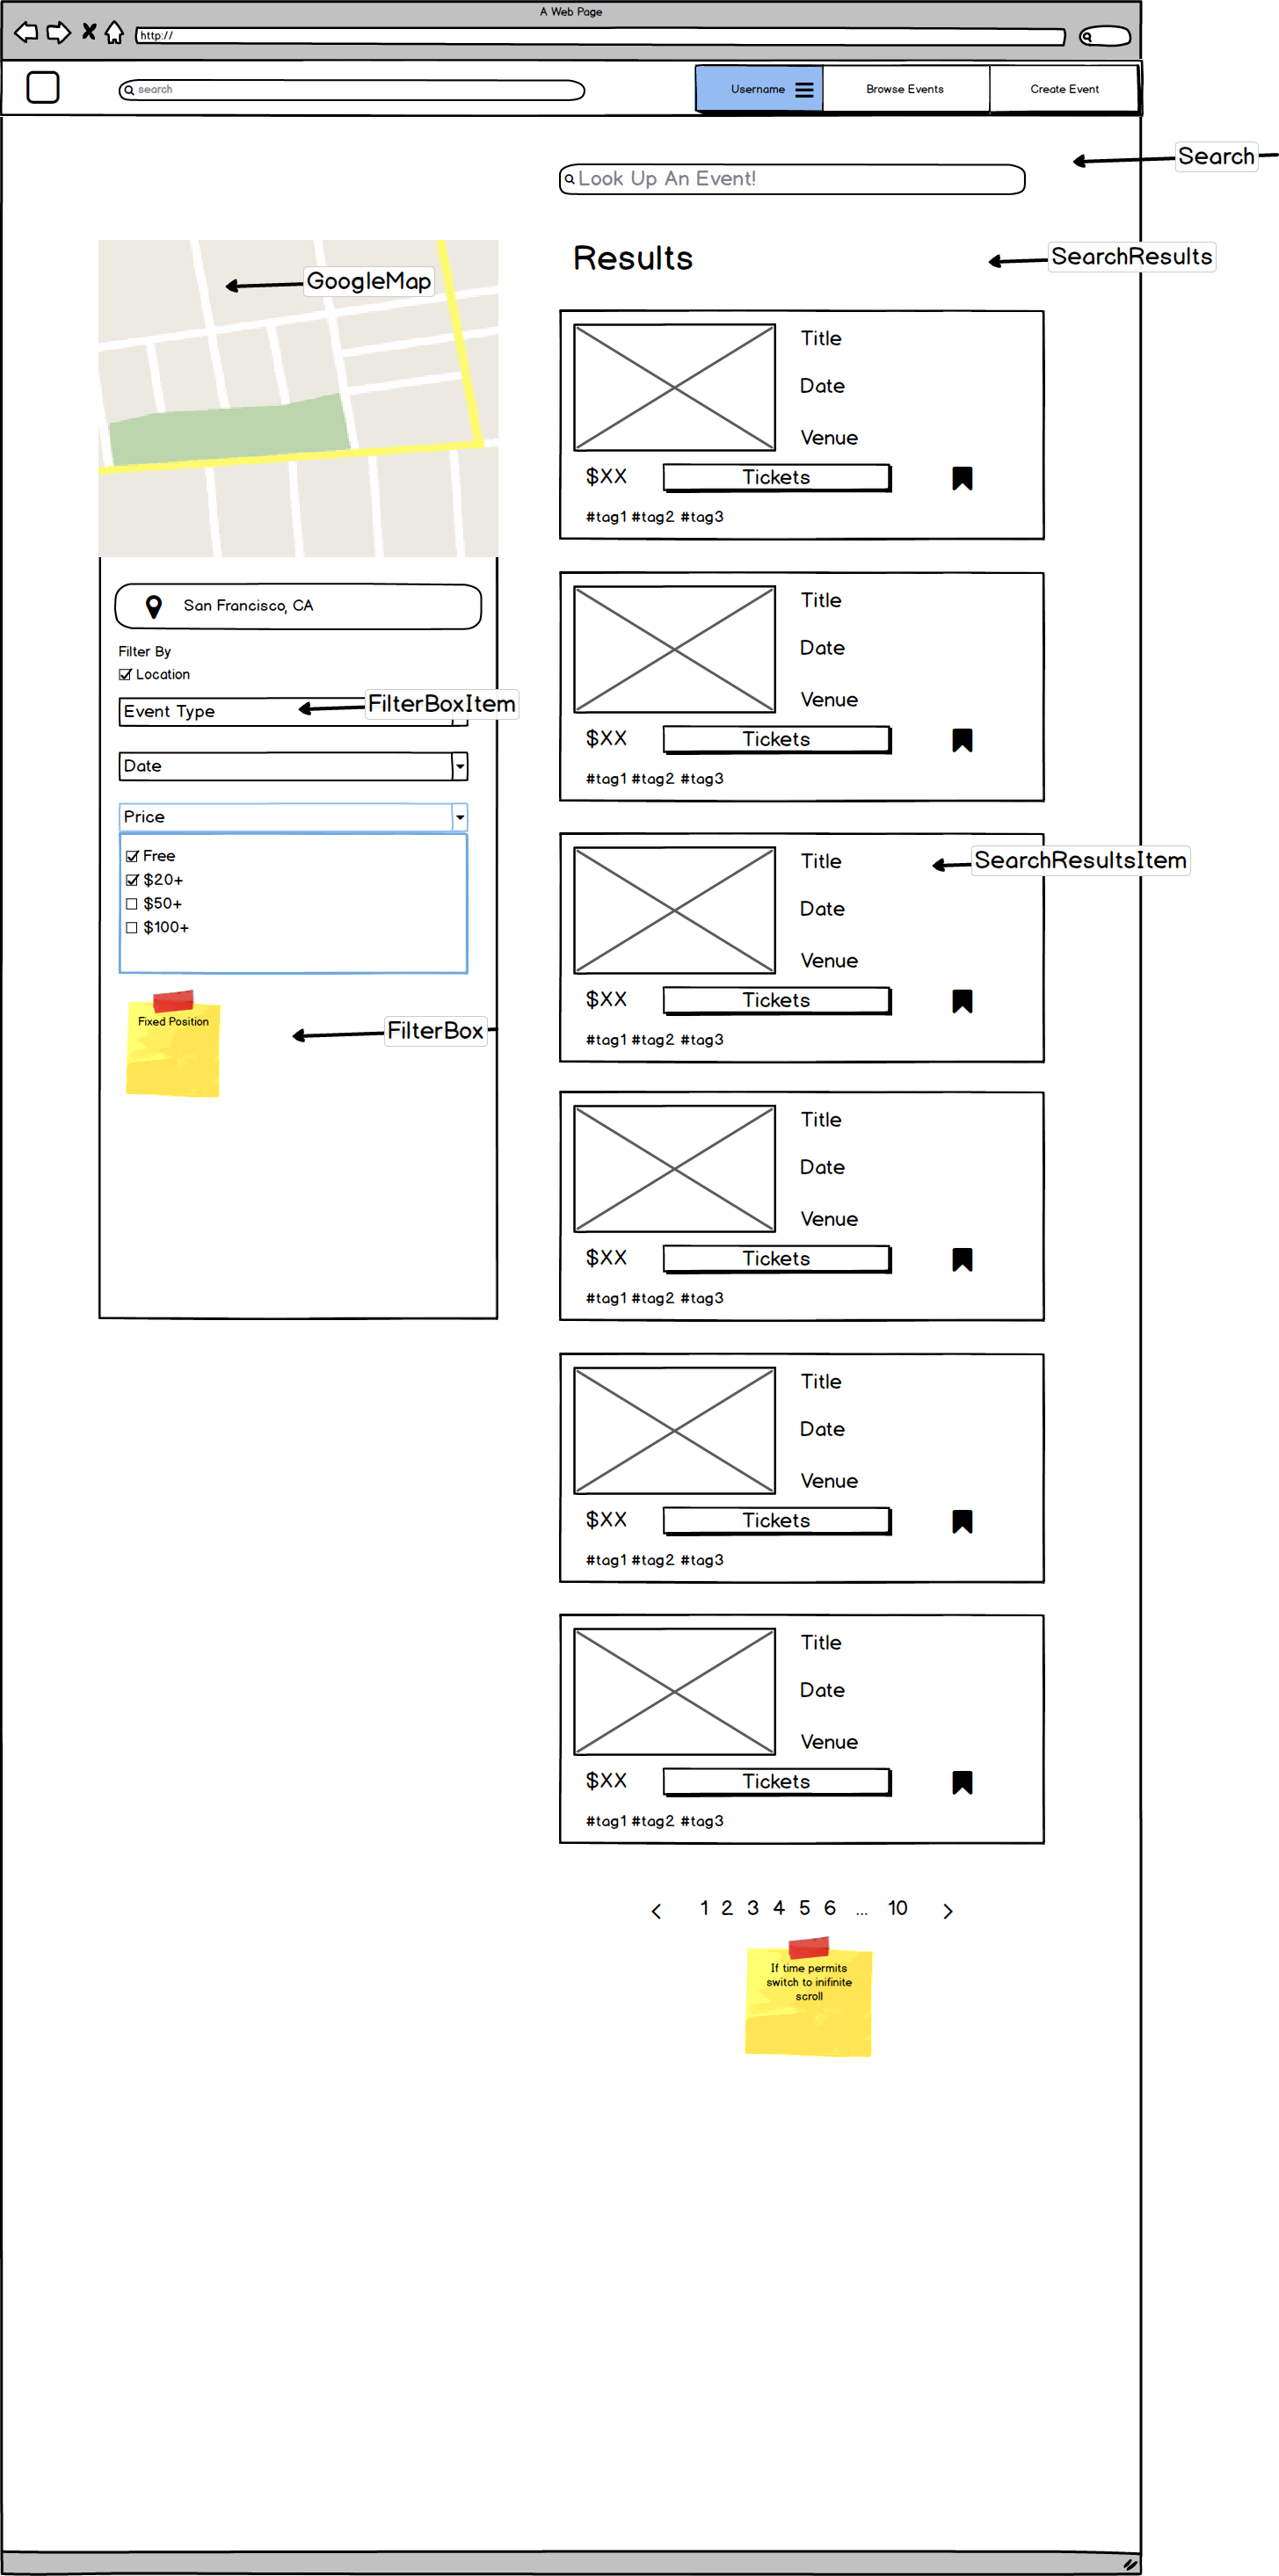 A Web Page
http://
search
Username
Browse Events
Create Event
Search
Look Up An Event!
Results
SearchResults
GoogleMap
San Francisco, CA
Filter By
Location
Event Type
FilterBoxItem
Date
Price
Free
$20+
$50+
$100+
Fixed Position
FilterBox
Title
Date
Venue
$XX
Tickets
#tag1 #tag2 #tag3
Title
Date
Venue
$XX
Tickets
#tag1 #tag2 #tag3
Title
SearchResultsItem
Date
Venue
$XX
Tickets
#tag1 #tag2 #tag3
Title
Date
Venue
$XX
Tickets
#tag1 #tag2 #tag3
Title
Date
Venue
$XX
Tickets
#tag1 #tag2 #tag3
Title
Date
Venue
$XX
Tickets
#tag1 #tag2 #tag3
1 2 3 4 5 6 ... 10
If time permits
switch to inifinite
scroll